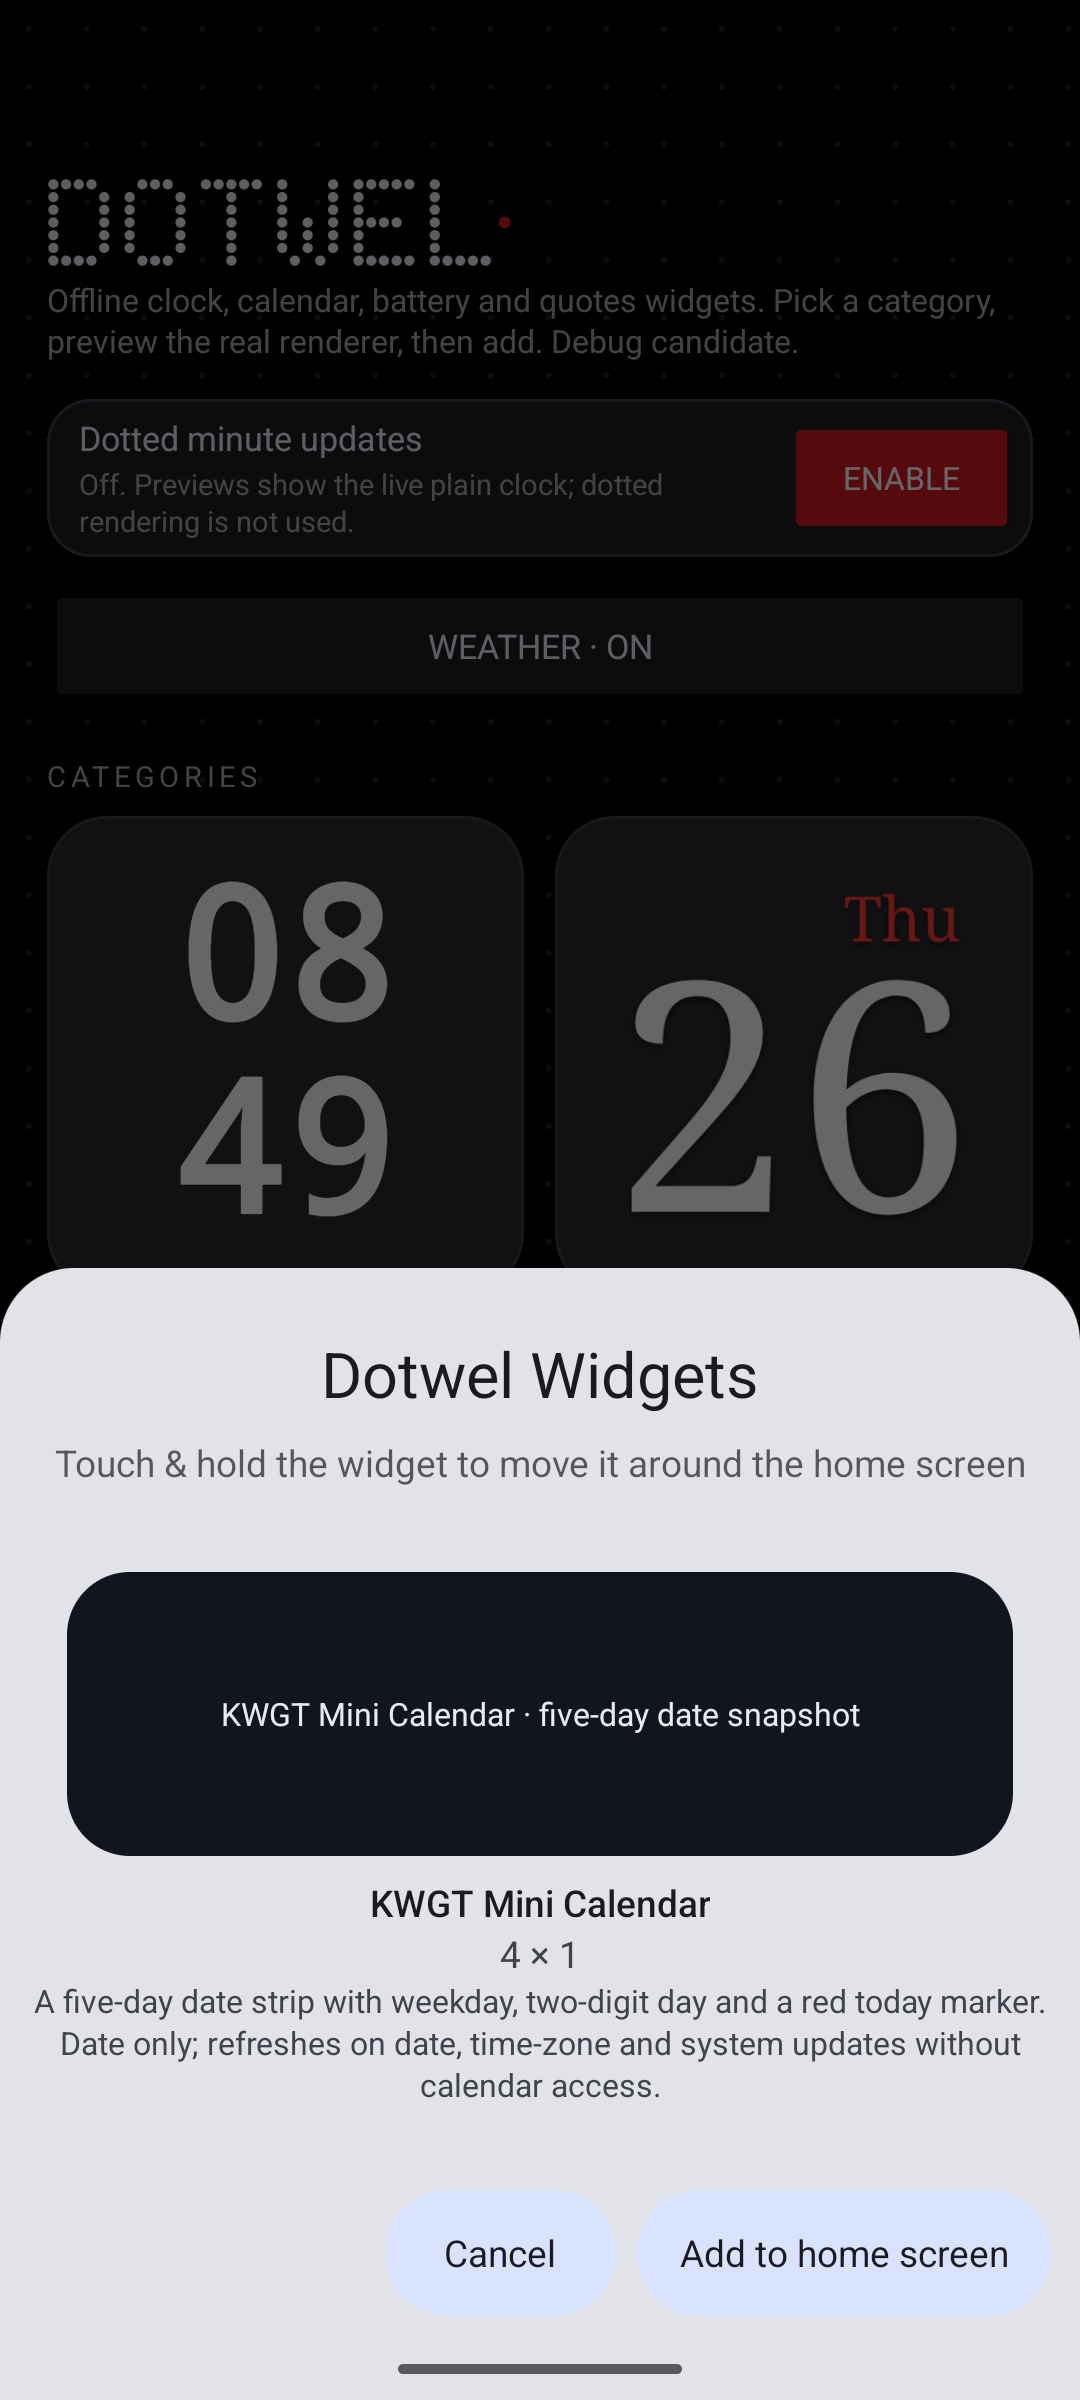 DOTWEL
Offline clock, calendar, battery and quotes widgets. Pick a category,
preview the real renderer, then add. Debug candidate.
Dotted minute updates
Off. Previews show the live plain clock; dotted
rendering is not used.
ENABLE
WEATHER · ON
CATEGORIES
08
49
Thu
26
Dotwel Widgets
Touch & hold the widget to move it around the home screen
KWGT Mini Calendar · five-day date snapshot
KWGT Mini Calendar
4 × 1
A five-day date strip with weekday, two-digit day and a red today marker.
Date only; refreshes on date, time-zone and system updates without
calendar access.
Cancel
Add to home screen